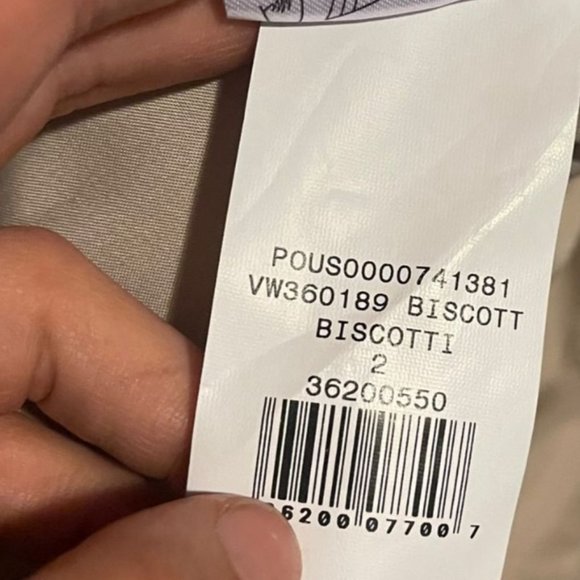 POUS0000741381
VW360189 BISCOTT
BISCOTTI
2
36200550
6200 07700 7